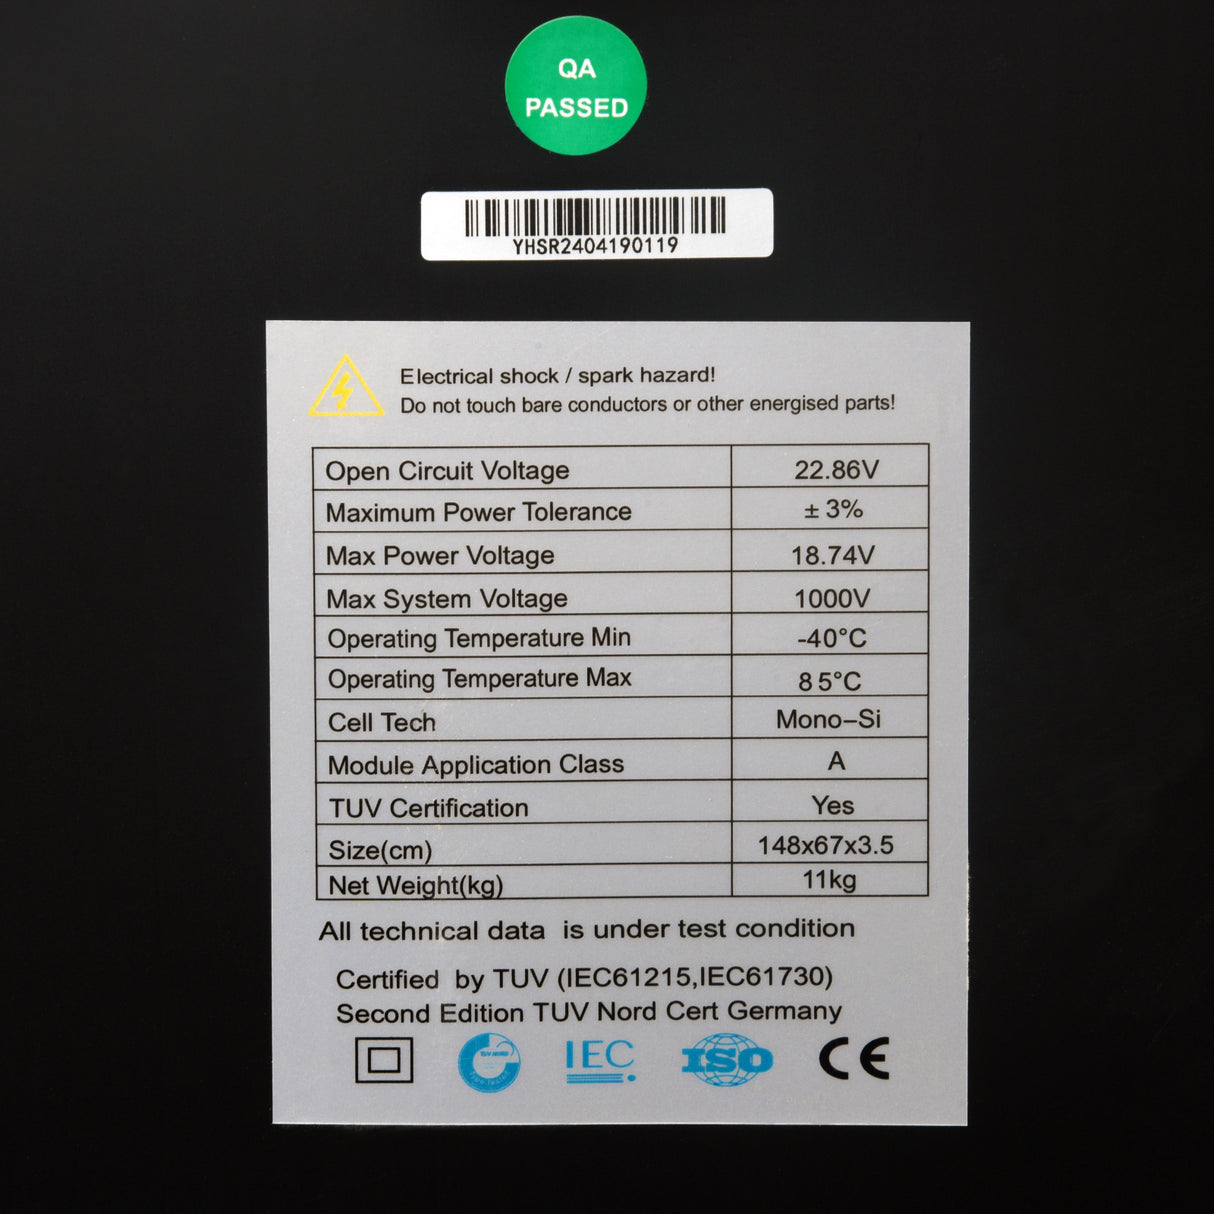 QA
PASSED
YHSR2404190119
Electrical shock / spark hazard!
Do not touch bare conductors or other energised parts!
Open Circuit Voltage 22.86V
Maximum Power Tolerance ± 3%
Max Power Voltage 18.74V
Max System Voltage 1000V
Operating Temperature Min -40°C
Operating Temperature Max 85°C
Cell Tech Mono–Si
Module Application Class A
TUV Certification Yes
Size(cm) 148x67x3.5
Net Weight(kg) 11kg
All technical data is under test condition
Certified by TUV (IEC61215,IEC61730)
Second Edition TUV Nord Cert Germany
TÜV NORD
Type Tested
IEC
ISO
CE